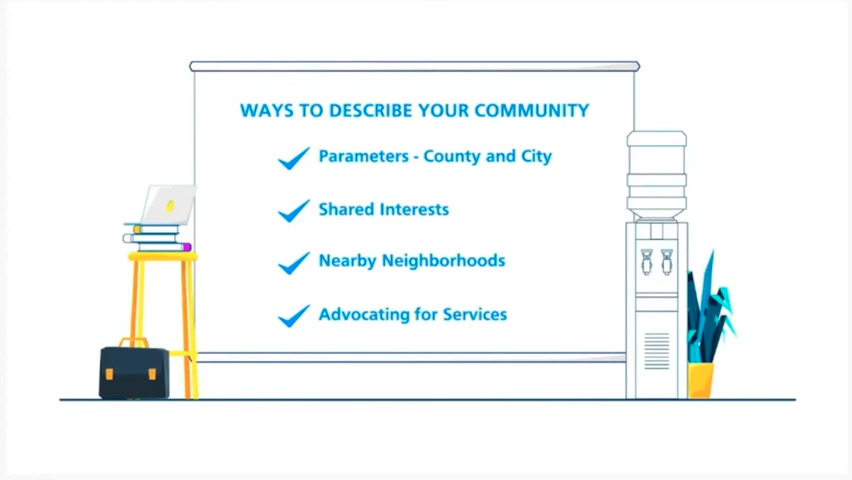 WAYS TO DESCRIBE YOUR COMMUNITY
Parameters - County and City
Shared Interests
Nearby Neighborhoods
Advocating for Services